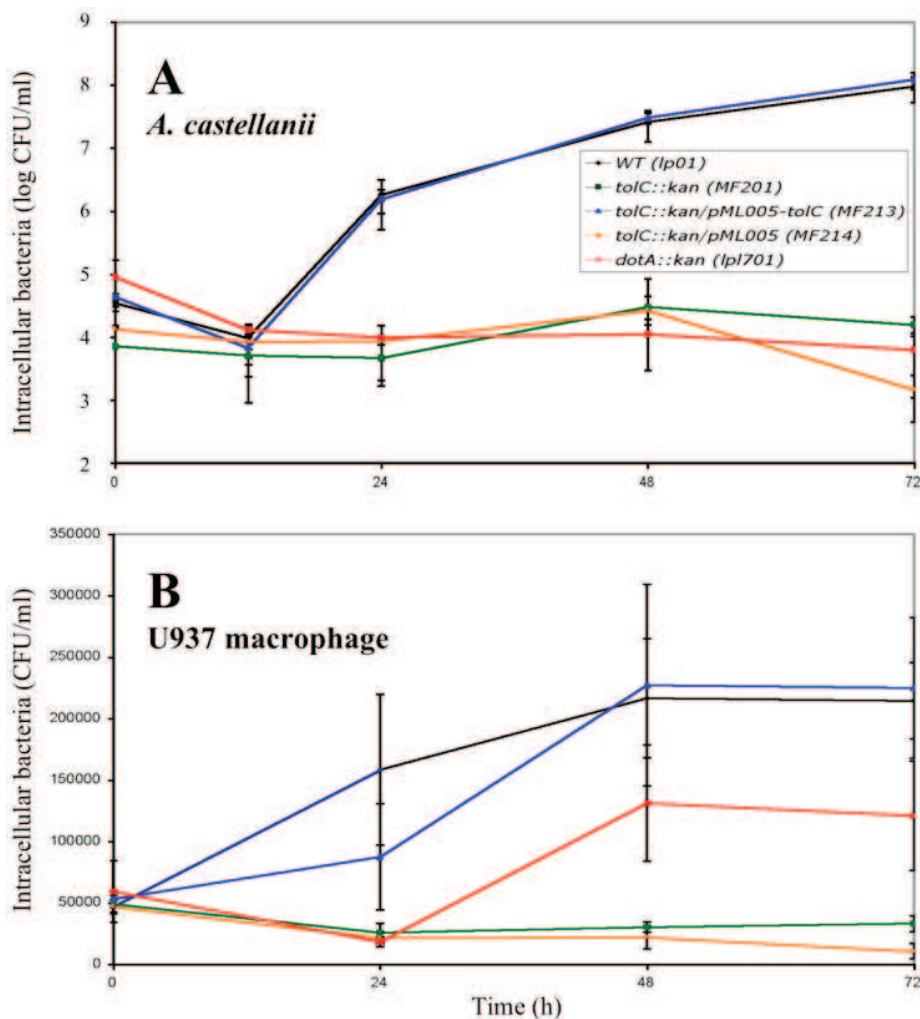 9
8
7
6
5
4
3
2
Intracellular bacteria (log CFU/ml)
A
A. castellanii
WT (lp01)
tolC::kan (MF201)
tolC::kan/pML005-tolC (MF213)
tolC::kan/pML005 (MF214)
dotA::kan (lpl701)
0
24
48
72
350000
300000
250000
200000
150000
100000
50000
0
Intracellular bacteria (CFU/ml)
B
U937 macrophage
0
24
48
72
Time (h)